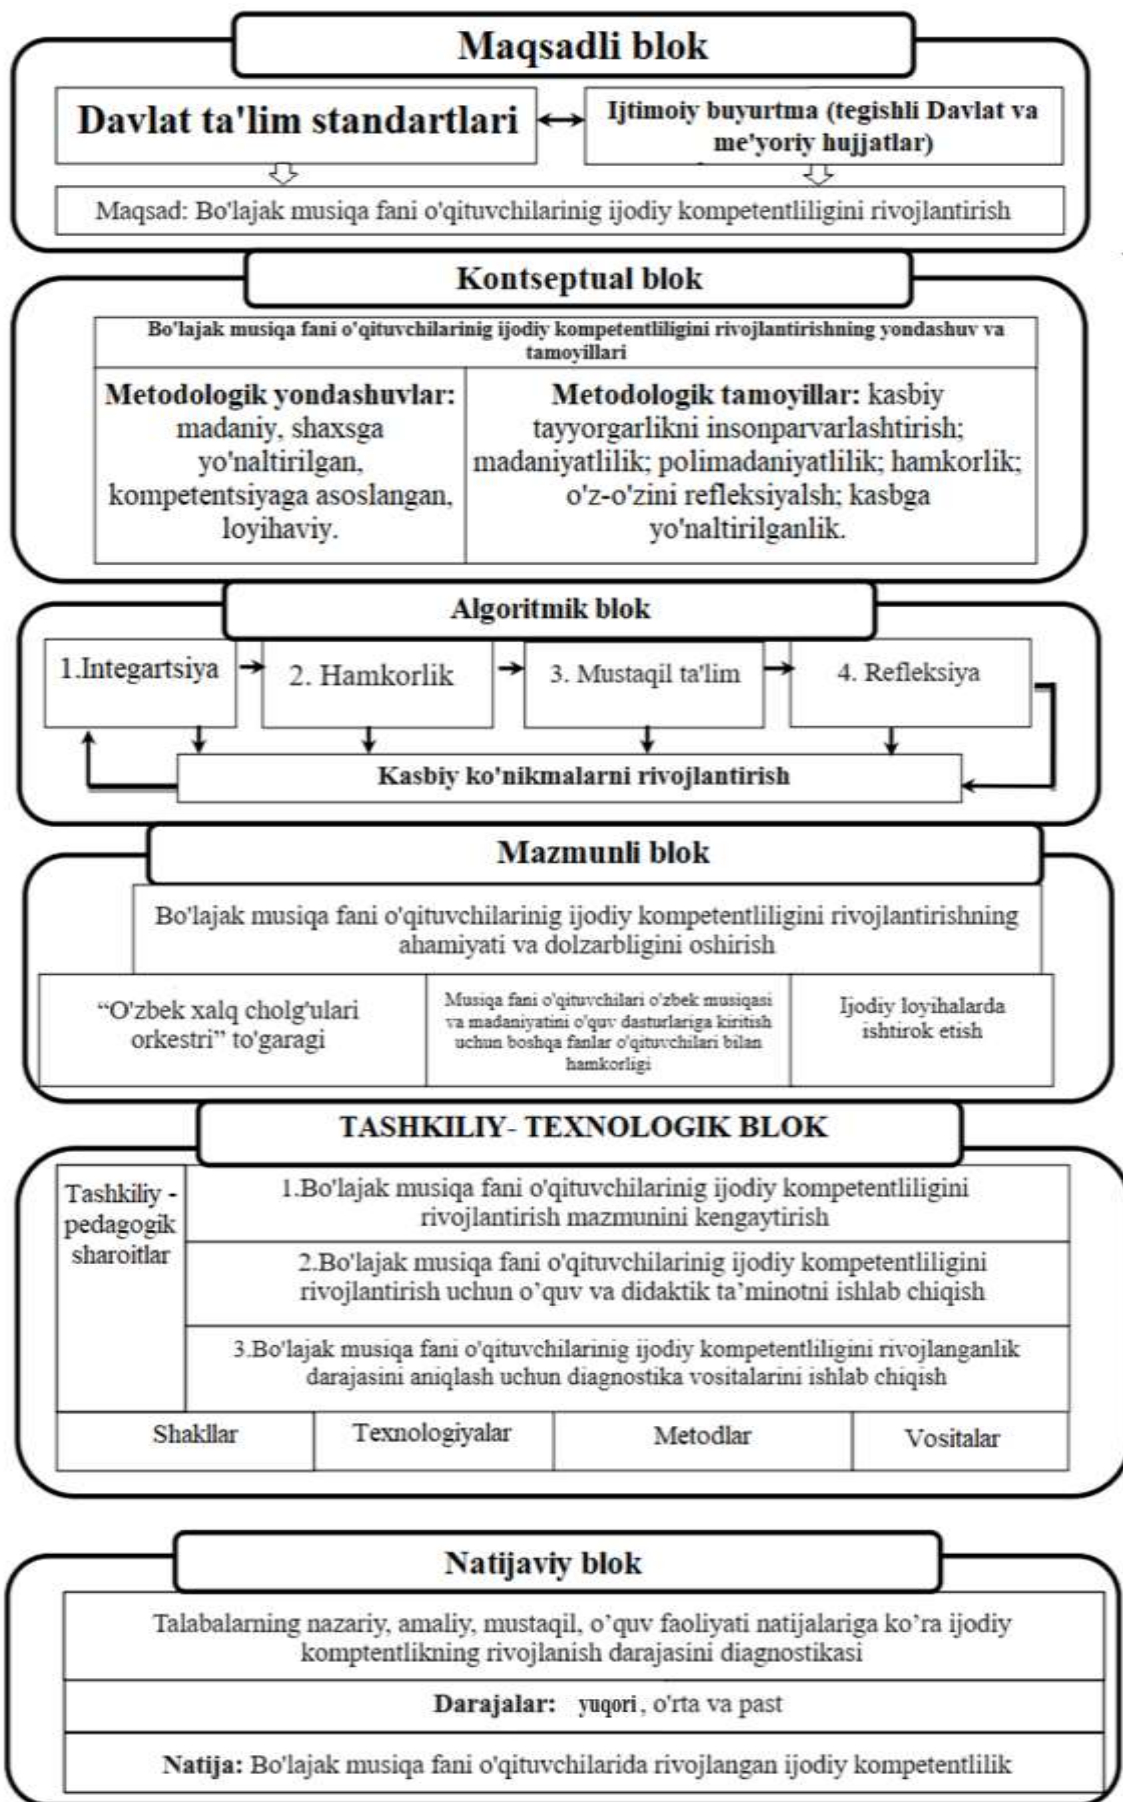 Maqsadli blok
Davlat ta'lim standartlari
Ijtimoiy buyurtma (tegishli Davlat va
me'yoriy hujjatlar)
Maqsad: Bo'lajak musiqa fani o'qituvchilarinig ijodiy kompetentliligini rivojlantirish
Kontseptual blok
Bo'lajak musiqa fani o'qituvchilarinig ijodiy kompetentliligini rivojlantirishning yondashuv va
tamoyillari
Metodologik yondashuvlar:
madaniy, shaxsga
yo'naltirilgan,
kompetentsiyaga asoslangan,
loyihaviy.
Metodologik tamoyillar: kasbiy
tayyorgarlikni insonparvarlashtirish;
madaniyatlilik; polimadaniyatlilik; hamkorlik;
o'z-o'zini refleksiyalsh; kasbga
yo'naltirilganlik.
Algoritmik blok
1.Integartsiya
2. Hamkorlik
3. Mustaqil ta'lim
4. Refleksiya
Kasbiy ko'nikmalarni rivojlantirish
Mazmunli blok
Bo'lajak musiqa fani o'qituvchilarinig ijodiy kompetentliligini rivojlantirishning
ahamiyati va dolzarbligini oshirish
“O'zbek xalq cholg'ulari
orkestri” to'garagi
Musiqa fani o'qituvchilari o'zbek musiqasi
va madaniyatini o'quv dasturlariga kiritish
uchun boshqa fanlar o'qituvchilari bilan
hamkorligi
Ijodiy loyihalarda
ishtirok etish
TASHKILIY- TEXNOLOGIK BLOK
Tashkiliy -
pedagogik
sharoitlar
1.Bo'lajak musiqa fani o'qituvchilarinig ijodiy kompetentliligini
rivojlantirish mazmunini kengaytirish
2.Bo'lajak musiqa fani o'qituvchilarinig ijodiy kompetentliligini
rivojlantirish uchun o’quv va didaktik ta’minotni ishlab chiqish
3.Bo'lajak musiqa fani o'qituvchilarinig ijodiy kompetentliligini rivojlanganlik
darajasini aniqlash uchun diagnostika vositalarini ishlab chiqish
Shakllar
Texnologiyalar
Metodlar
Vositalar
Natijaviy blok
Talabalarning nazariy, amaliy, mustaqil, o’quv faoliyati natijalariga ko’ra ijodiy
komptentlikning rivojlanish darajasini diagnostikasi
Darajalar: yuqori, o'rta va past
Natija: Bo'lajak musiqa fani o'qituvchilarida rivojlangan ijodiy kompetentlilik